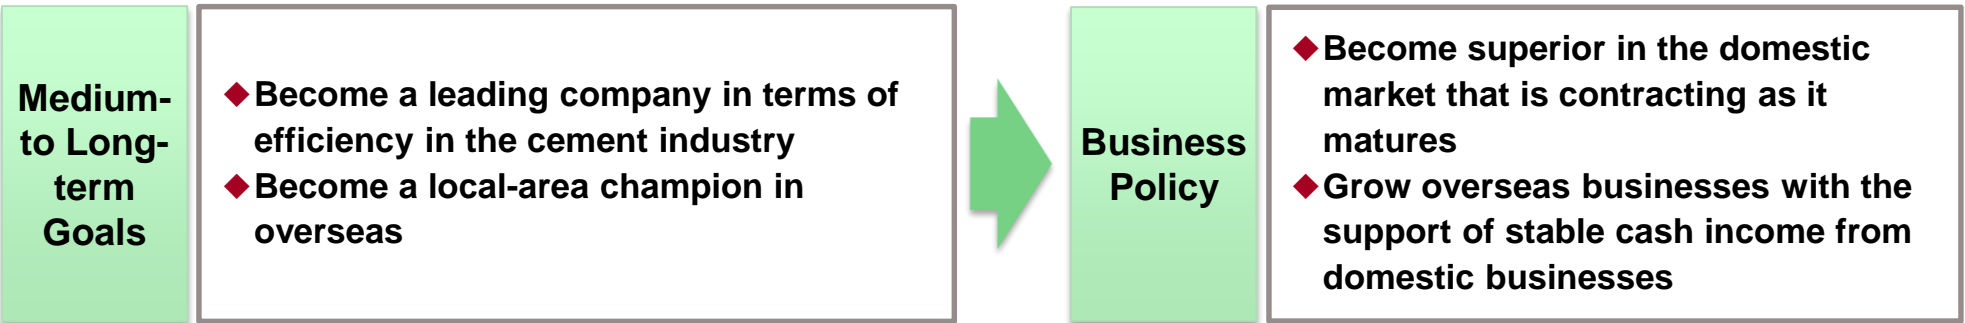 Medium-
to Long-
term
Goals
◆Become a leading company in terms of
efficiency in the cement industry
◆Become a local-area champion in
overseas
Business
Policy
◆Become superior in the domestic
market that is contracting as it
matures
◆Grow overseas businesses with the
support of stable cash income from
domestic businesses